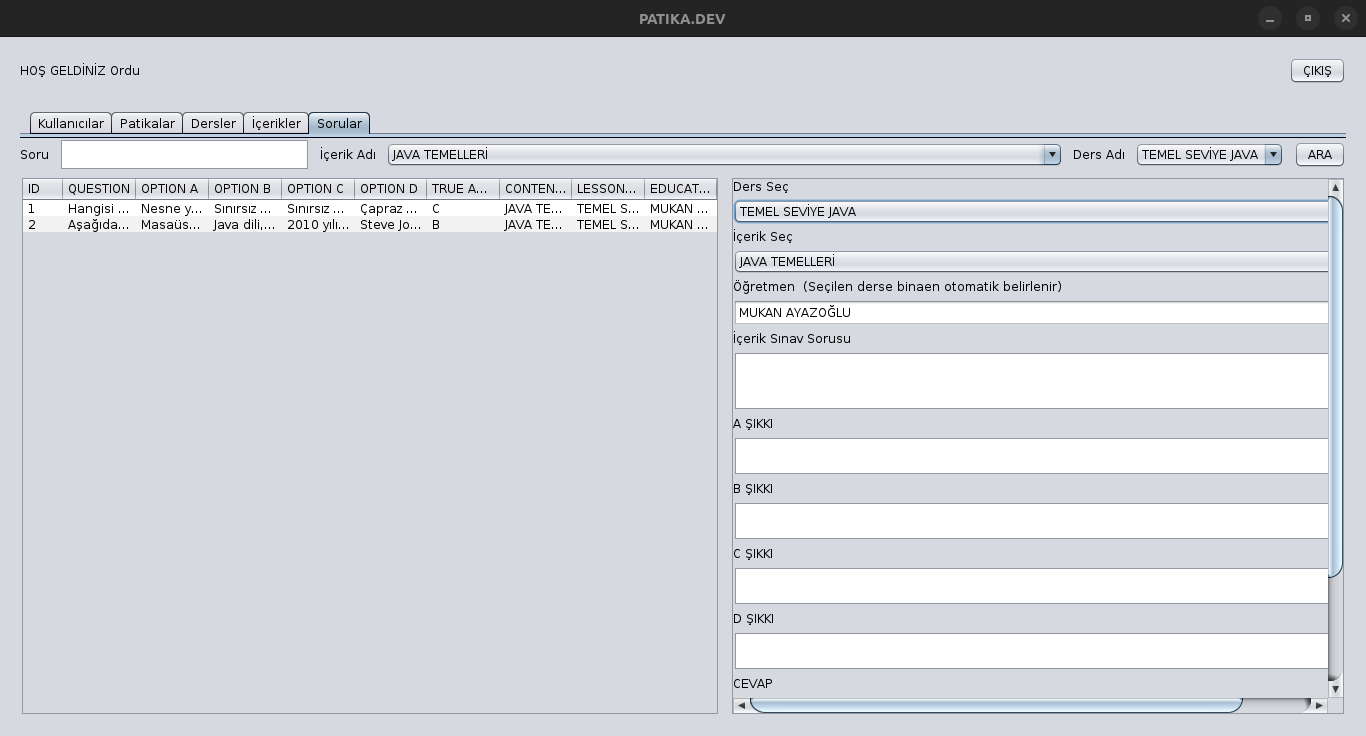 PATIKA.DEV
HOŞ GELDİNİZ Ordu
ÇIKIŞ
Kullanıcılar Patikalar Dersler İçerikler Sorular
Soru İçerik Adı JAVA TEMELLERİ Ders Adı TEMEL SEVİYE JAVA ARA
ID QUESTION OPTION A OPTION B OPTION C OPTION D TRUE A... CONTEN... LESSON... EDUCAT...
1 Hangisi ... Nesne y... Sınırsız ... Sınırsız ... Çapraz ... C JAVA TE... TEMEL S... MUKAN ...
2 Aşağıda... Masaüs... Java dili,... 2010 yılı... Steve Jo... B JAVA TE... TEMEL S... MUKAN ...
Ders Seç
TEMEL SEVİYE JAVA
İçerik Seç
JAVA TEMELLERİ
Öğretmen (Seçilen derse binaen otomatik belirlenir)
MUKAN AYAZOĞLU
İçerik Sınav Sorusu
A ŞIKKI
B ŞIKKI
C ŞIKKI
D ŞIKKI
CEVAP